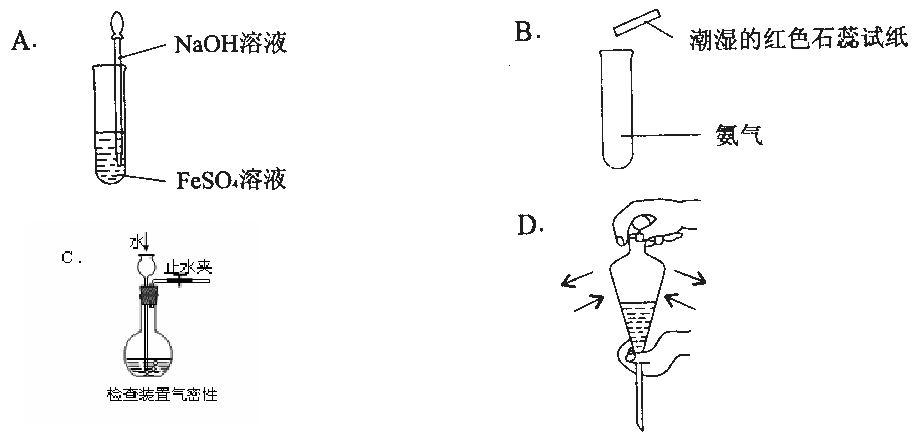 A.
NaOH溶液
FeSO₄溶液
B.
潮湿的红色石蕊试纸
氨气
C.
水
止水夹
检查装置气密性
D.